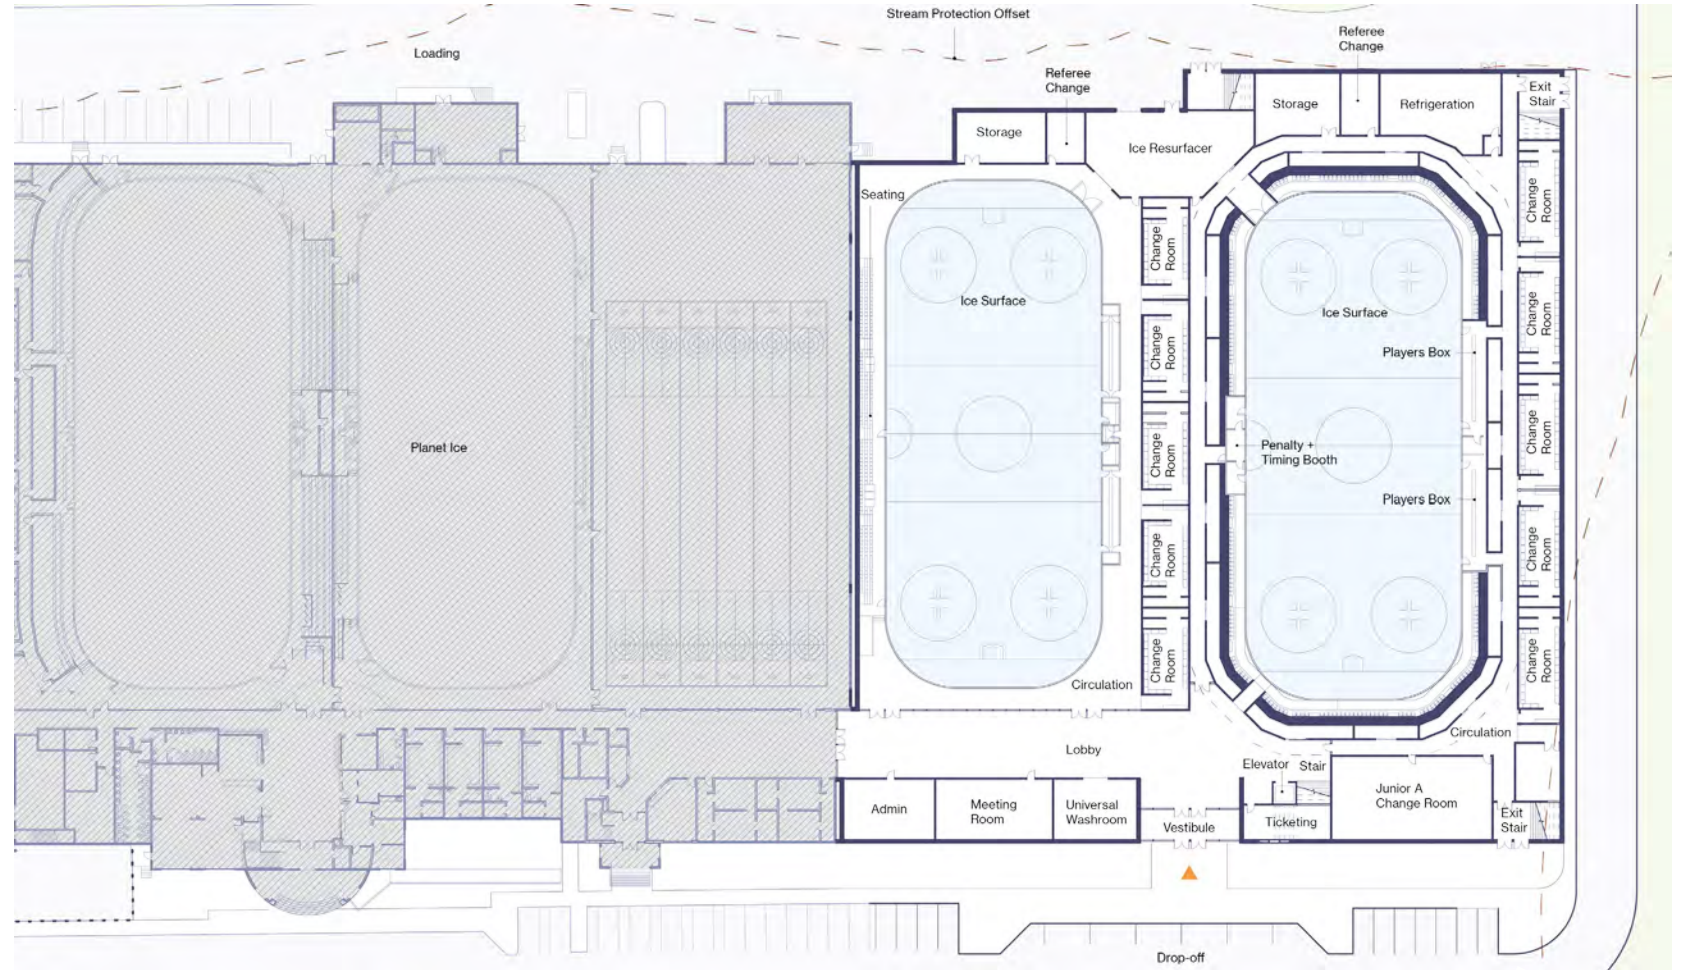 Stream Protection Offset
Loading
Referee
Change
Referee
Change
Storage
Refrigeration
Exit
Stair
Storage
Ice Resurfacer
Seating
Change
Room
Change
Room
Ice Surface
Ice Surface
Change
Room
Change
Room
Players Box
Planet Ice
Change
Room
Change
Room
Penalty +
Timing Booth
Players Box
Change
Room
Change
Room
Change
Room
Change
Room
Circulation
Circulation
Lobby
Elevator
Stair
Admin
Meeting
Room
Universal
Washroom
Vestibule
Ticketing
Junior A
Change Room
Exit
Stair
Drop-off